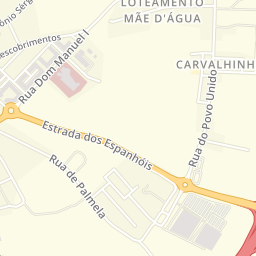 LOTEAMENTO
MÃE D'ÁGUA
escobrimentos
Rua Dom Manuel I
CARVALHINH
Rua do Povo Unido
Estrada dos Espanhóis
Rua de Palmela